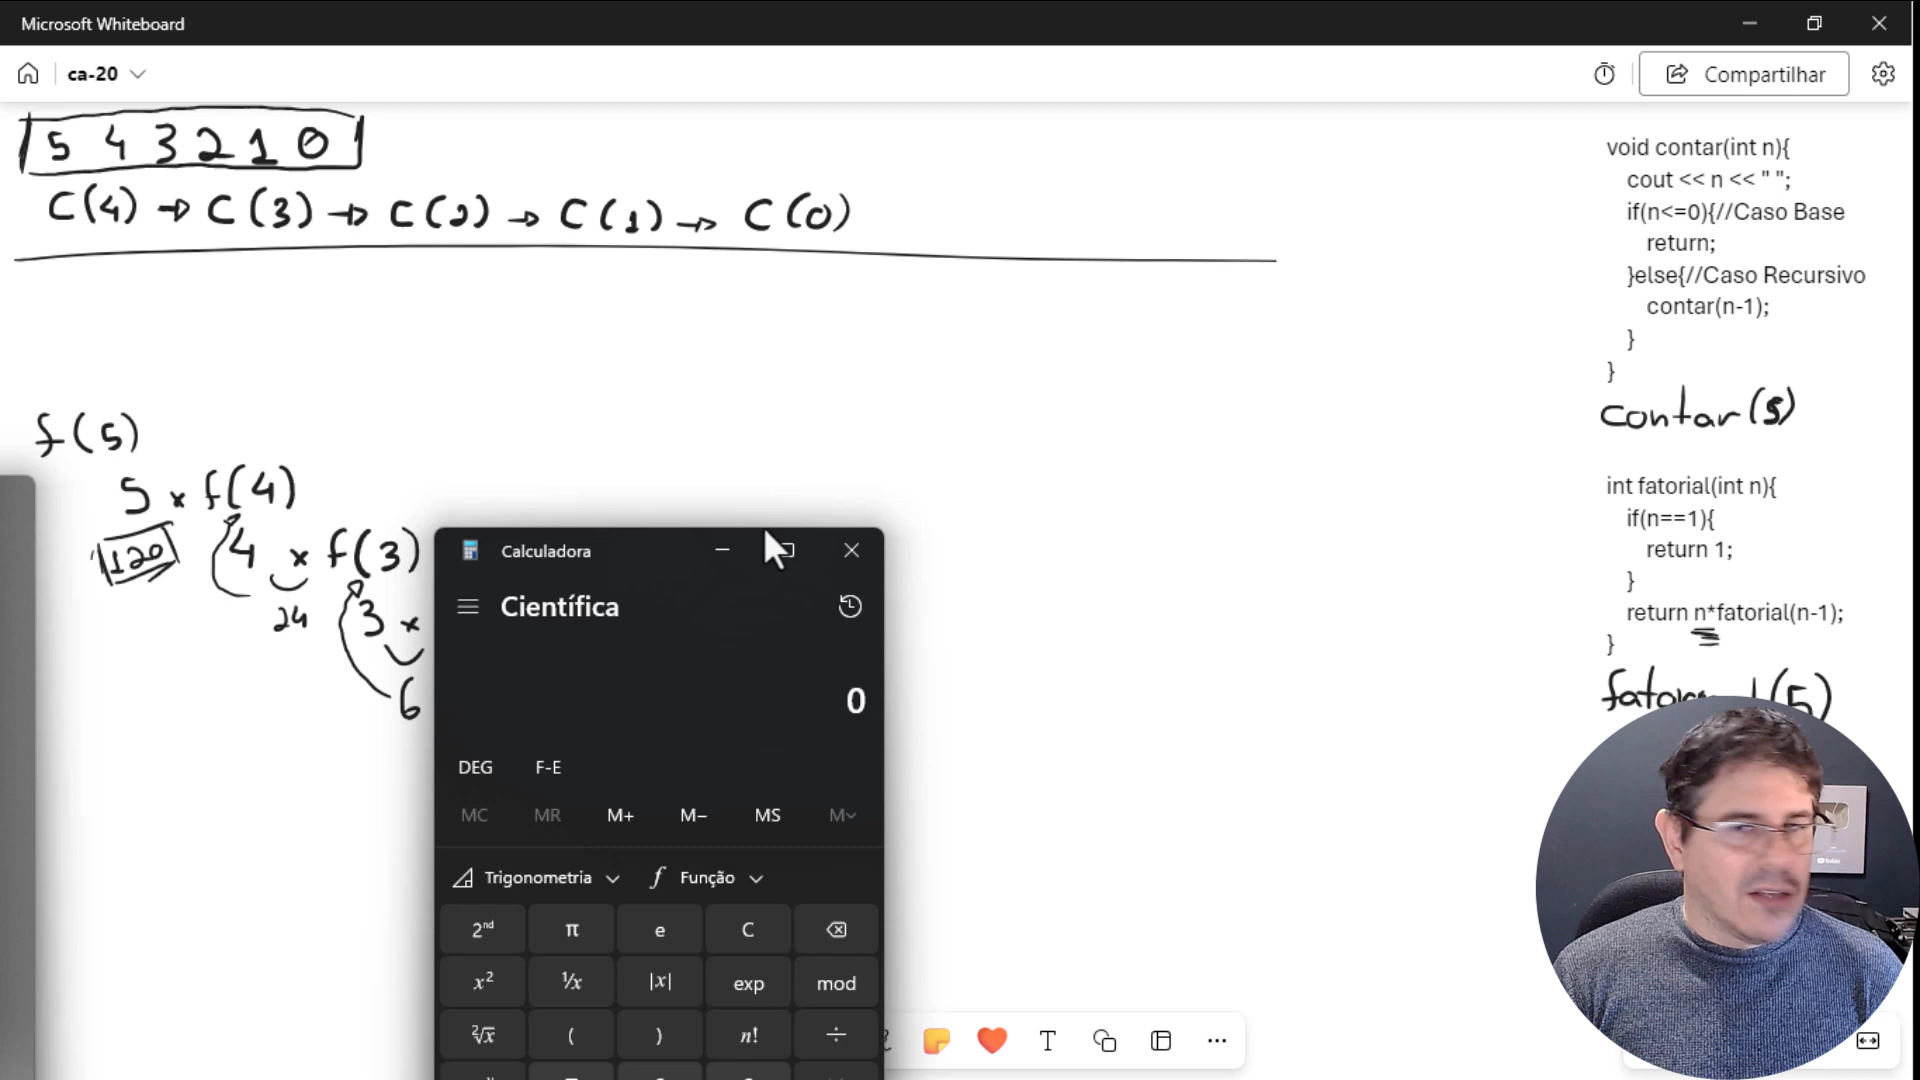 Microsoft Whiteboard
ca-20
Compartilhar
5 4 3 2 1 0
C(4) → C(3) → C(2) → C(1) → C(0)
f(5)
5 × f(4)
120 4 × f(3)
24 3 ×
6
Calculadora
Científica
0
DEG F-E
MC MR M+ M− MS M
Trigonometria f Função
2nd π e C
x² ⅟x |x| exp mod
²√x ( ) n! ÷
T
void contar(int n){
cout << n << " ";
if(n<=0){//Caso Base
return;
}else{//Caso Recursivo
contar(n-1);
}
}
contar(5)
int fatorial(int n){
if(n==1){
return 1;
}
return n*fatorial(n-1);
}
(5)
YouTube